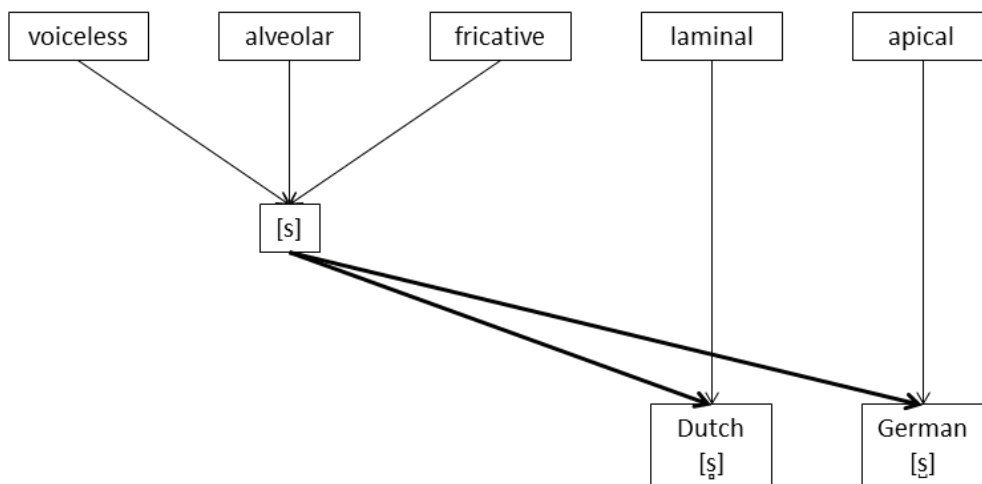 voiceless
alveolar
fricative
laminal
apical
[s]
Dutch
[s̻]
German
[s̺]